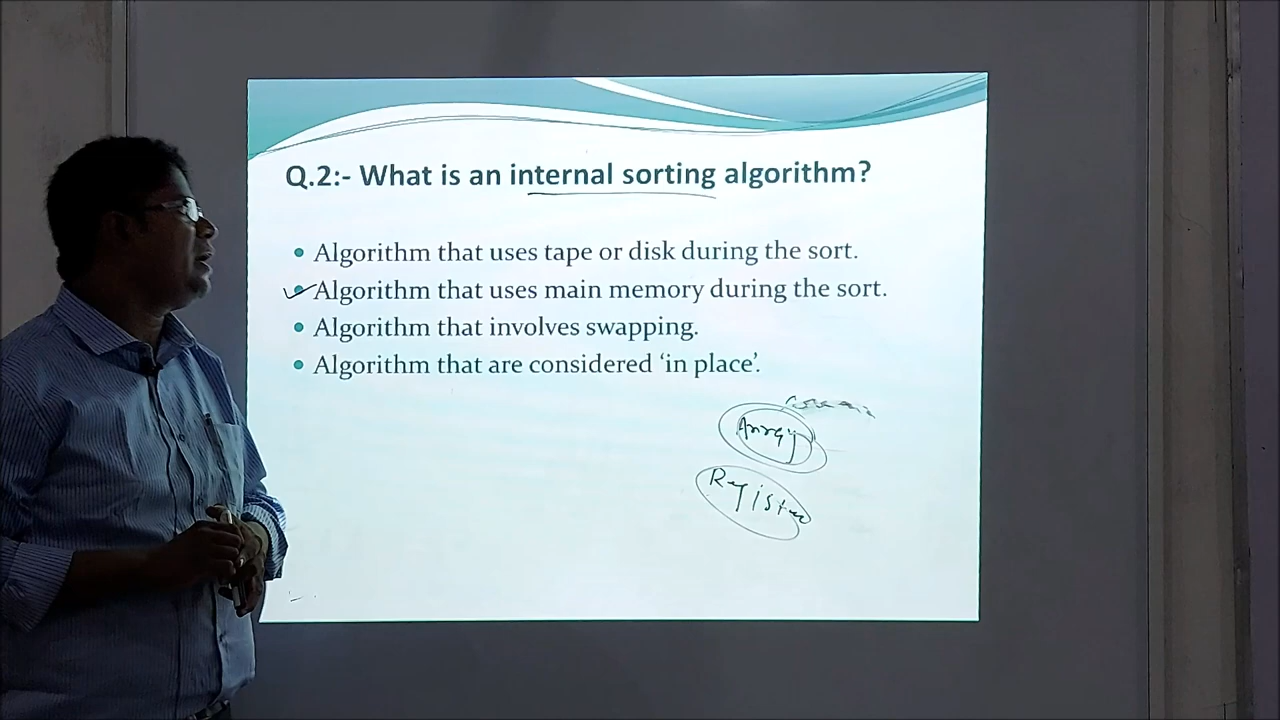 Q.2:- What is an internal sorting algorithm?
Algorithm that uses tape or disk during the sort.
Algorithm that uses main memory during the sort.
Algorithm that involves swapping.
Algorithm that are considered ‘in place’.
Array
Register